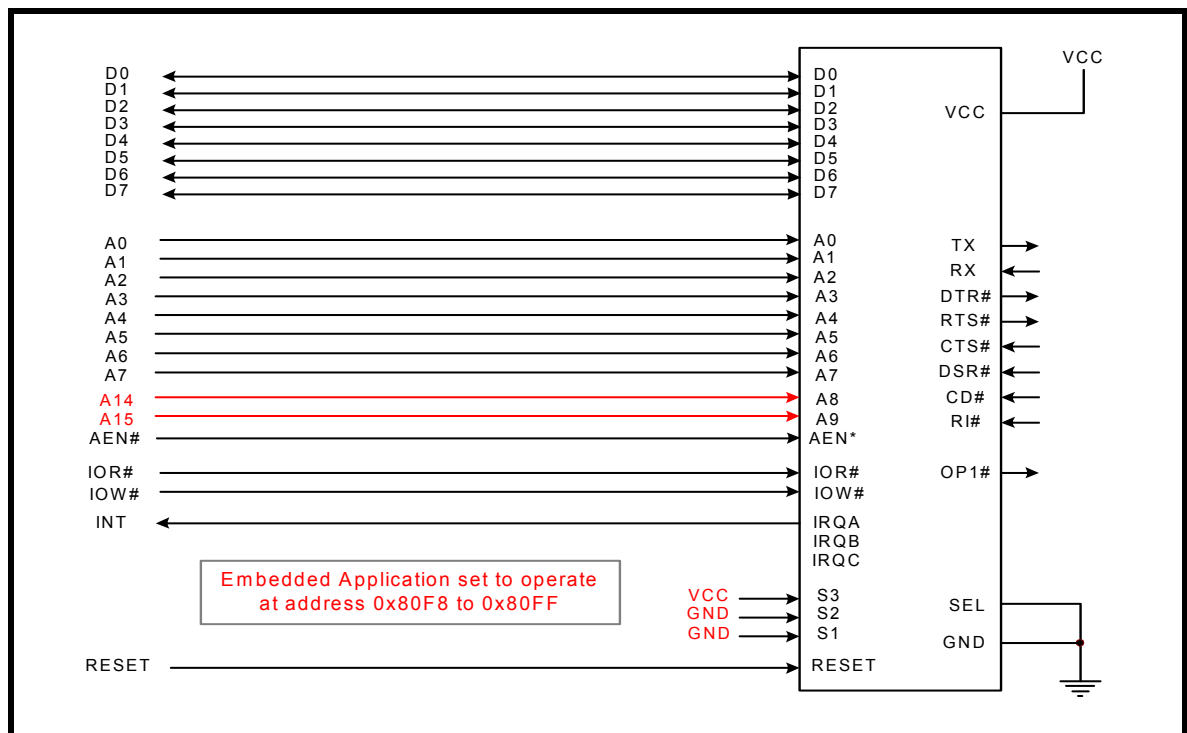 D0
D1
D2
D3
D4
D5
D6
D7
A0
A1
A2
A3
A4
A5
A6
A7
A14
A15
AEN#
IOR#
IOW#
INT
Embedded Application set to operate
at address 0x80F8 to 0x80FF
VCC
GND
GND
RESET
D0
D1
D2
D3
D4
D5
D6
D7
A0
A1
A2
A3
A4
A5
A6
A7
A8
A9
AEN*
IOR#
IOW#
IRQA
IRQB
IRQC
S3
S2
S1
RESET
VCC
TX
RX
DTR#
RTS#
CTS#
DSR#
CD#
RI#
OP1#
SEL
GND
VCC